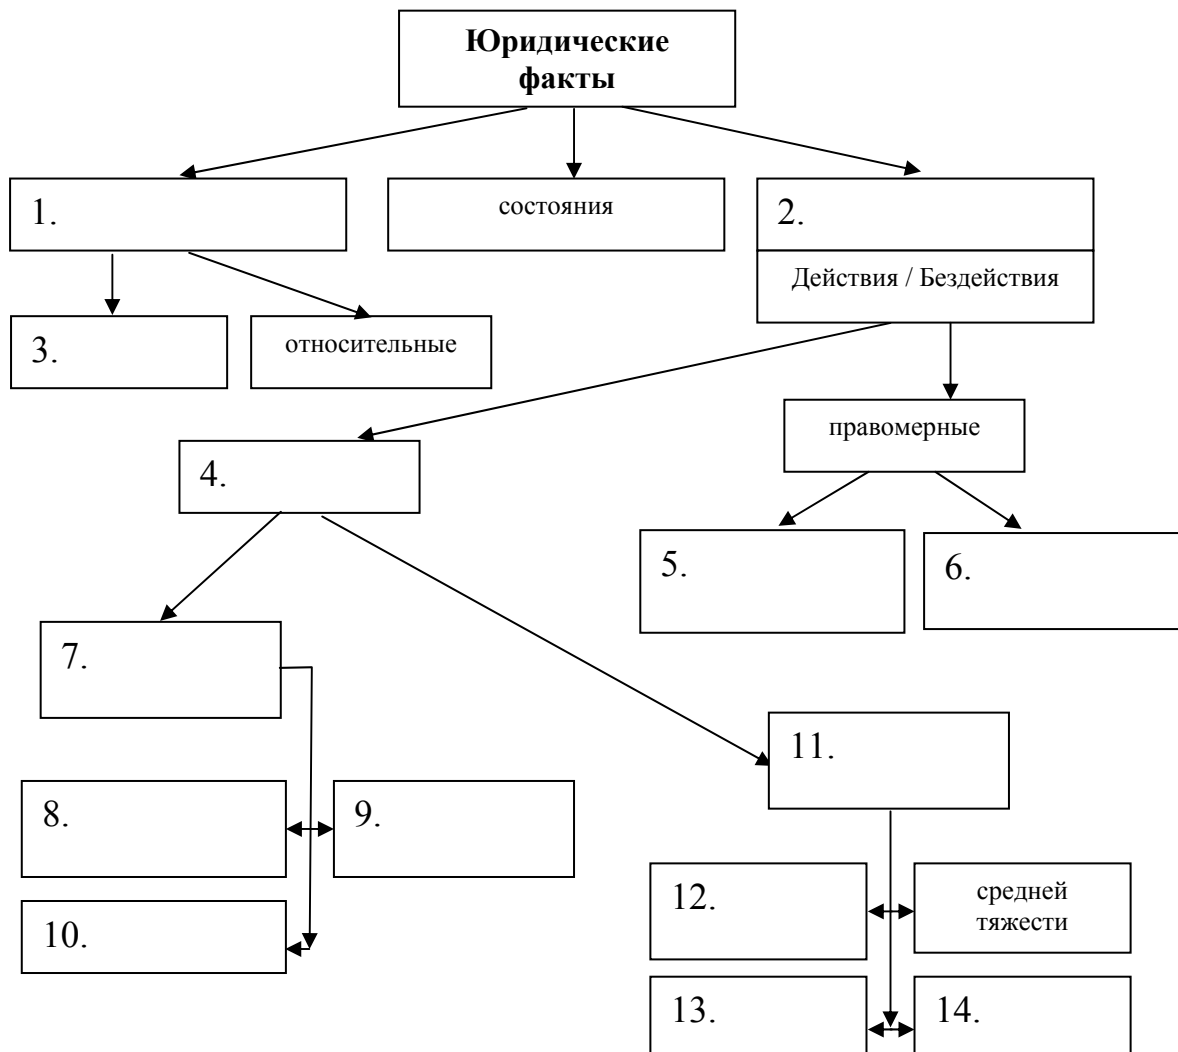 Юридические
факты
1.
состояния
2.
Действия / Бездействия
3.
относительные
правомерные
4.
5.
6.
7.
11.
8.
9.
12.
средней
тяжести
10.
13.
14.